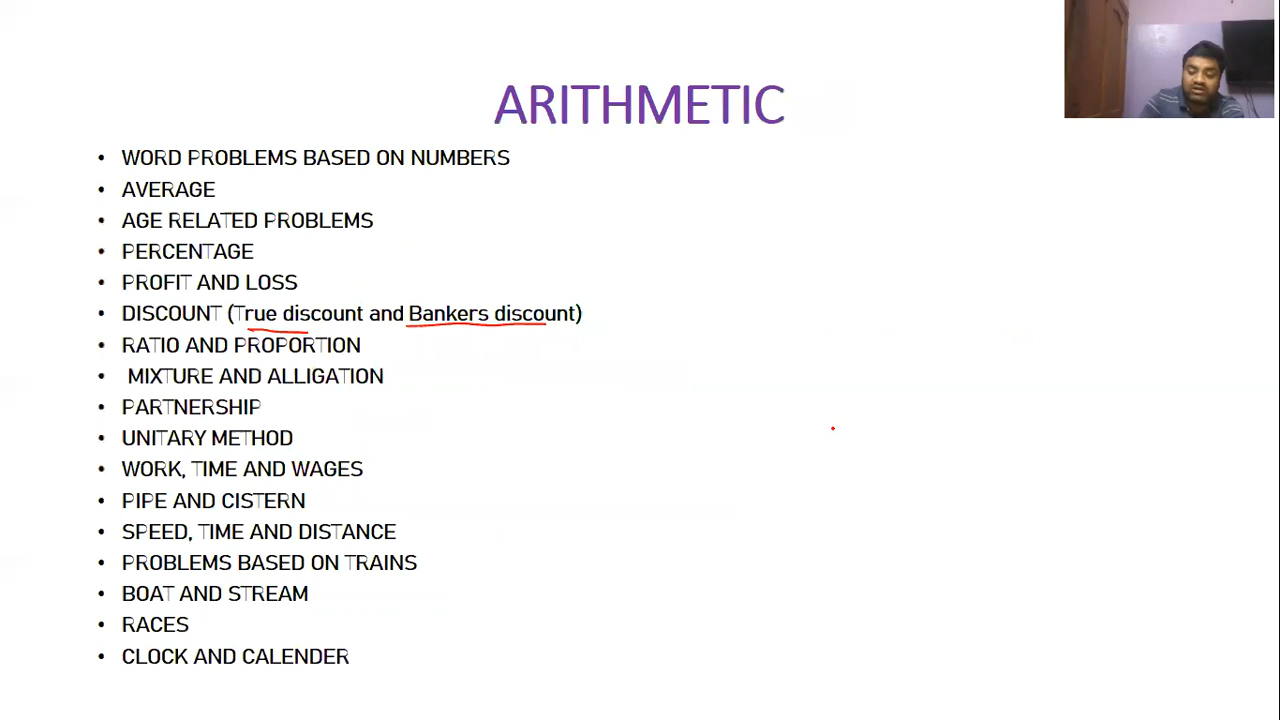 ARITHMETIC
• WORD PROBLEMS BASED ON NUMBERS
• AVERAGE
• AGE RELATED PROBLEMS
• PERCENTAGE
• PROFIT AND LOSS
• DISCOUNT (True discount and Bankers discount)
• RATIO AND PROPORTION
• MIXTURE AND ALLIGATION
• PARTNERSHIP
• UNITARY METHOD
• WORK, TIME AND WAGES
• PIPE AND CISTERN
• SPEED, TIME AND DISTANCE
• PROBLEMS BASED ON TRAINS
• BOAT AND STREAM
• RACES
• CLOCK AND CALENDER